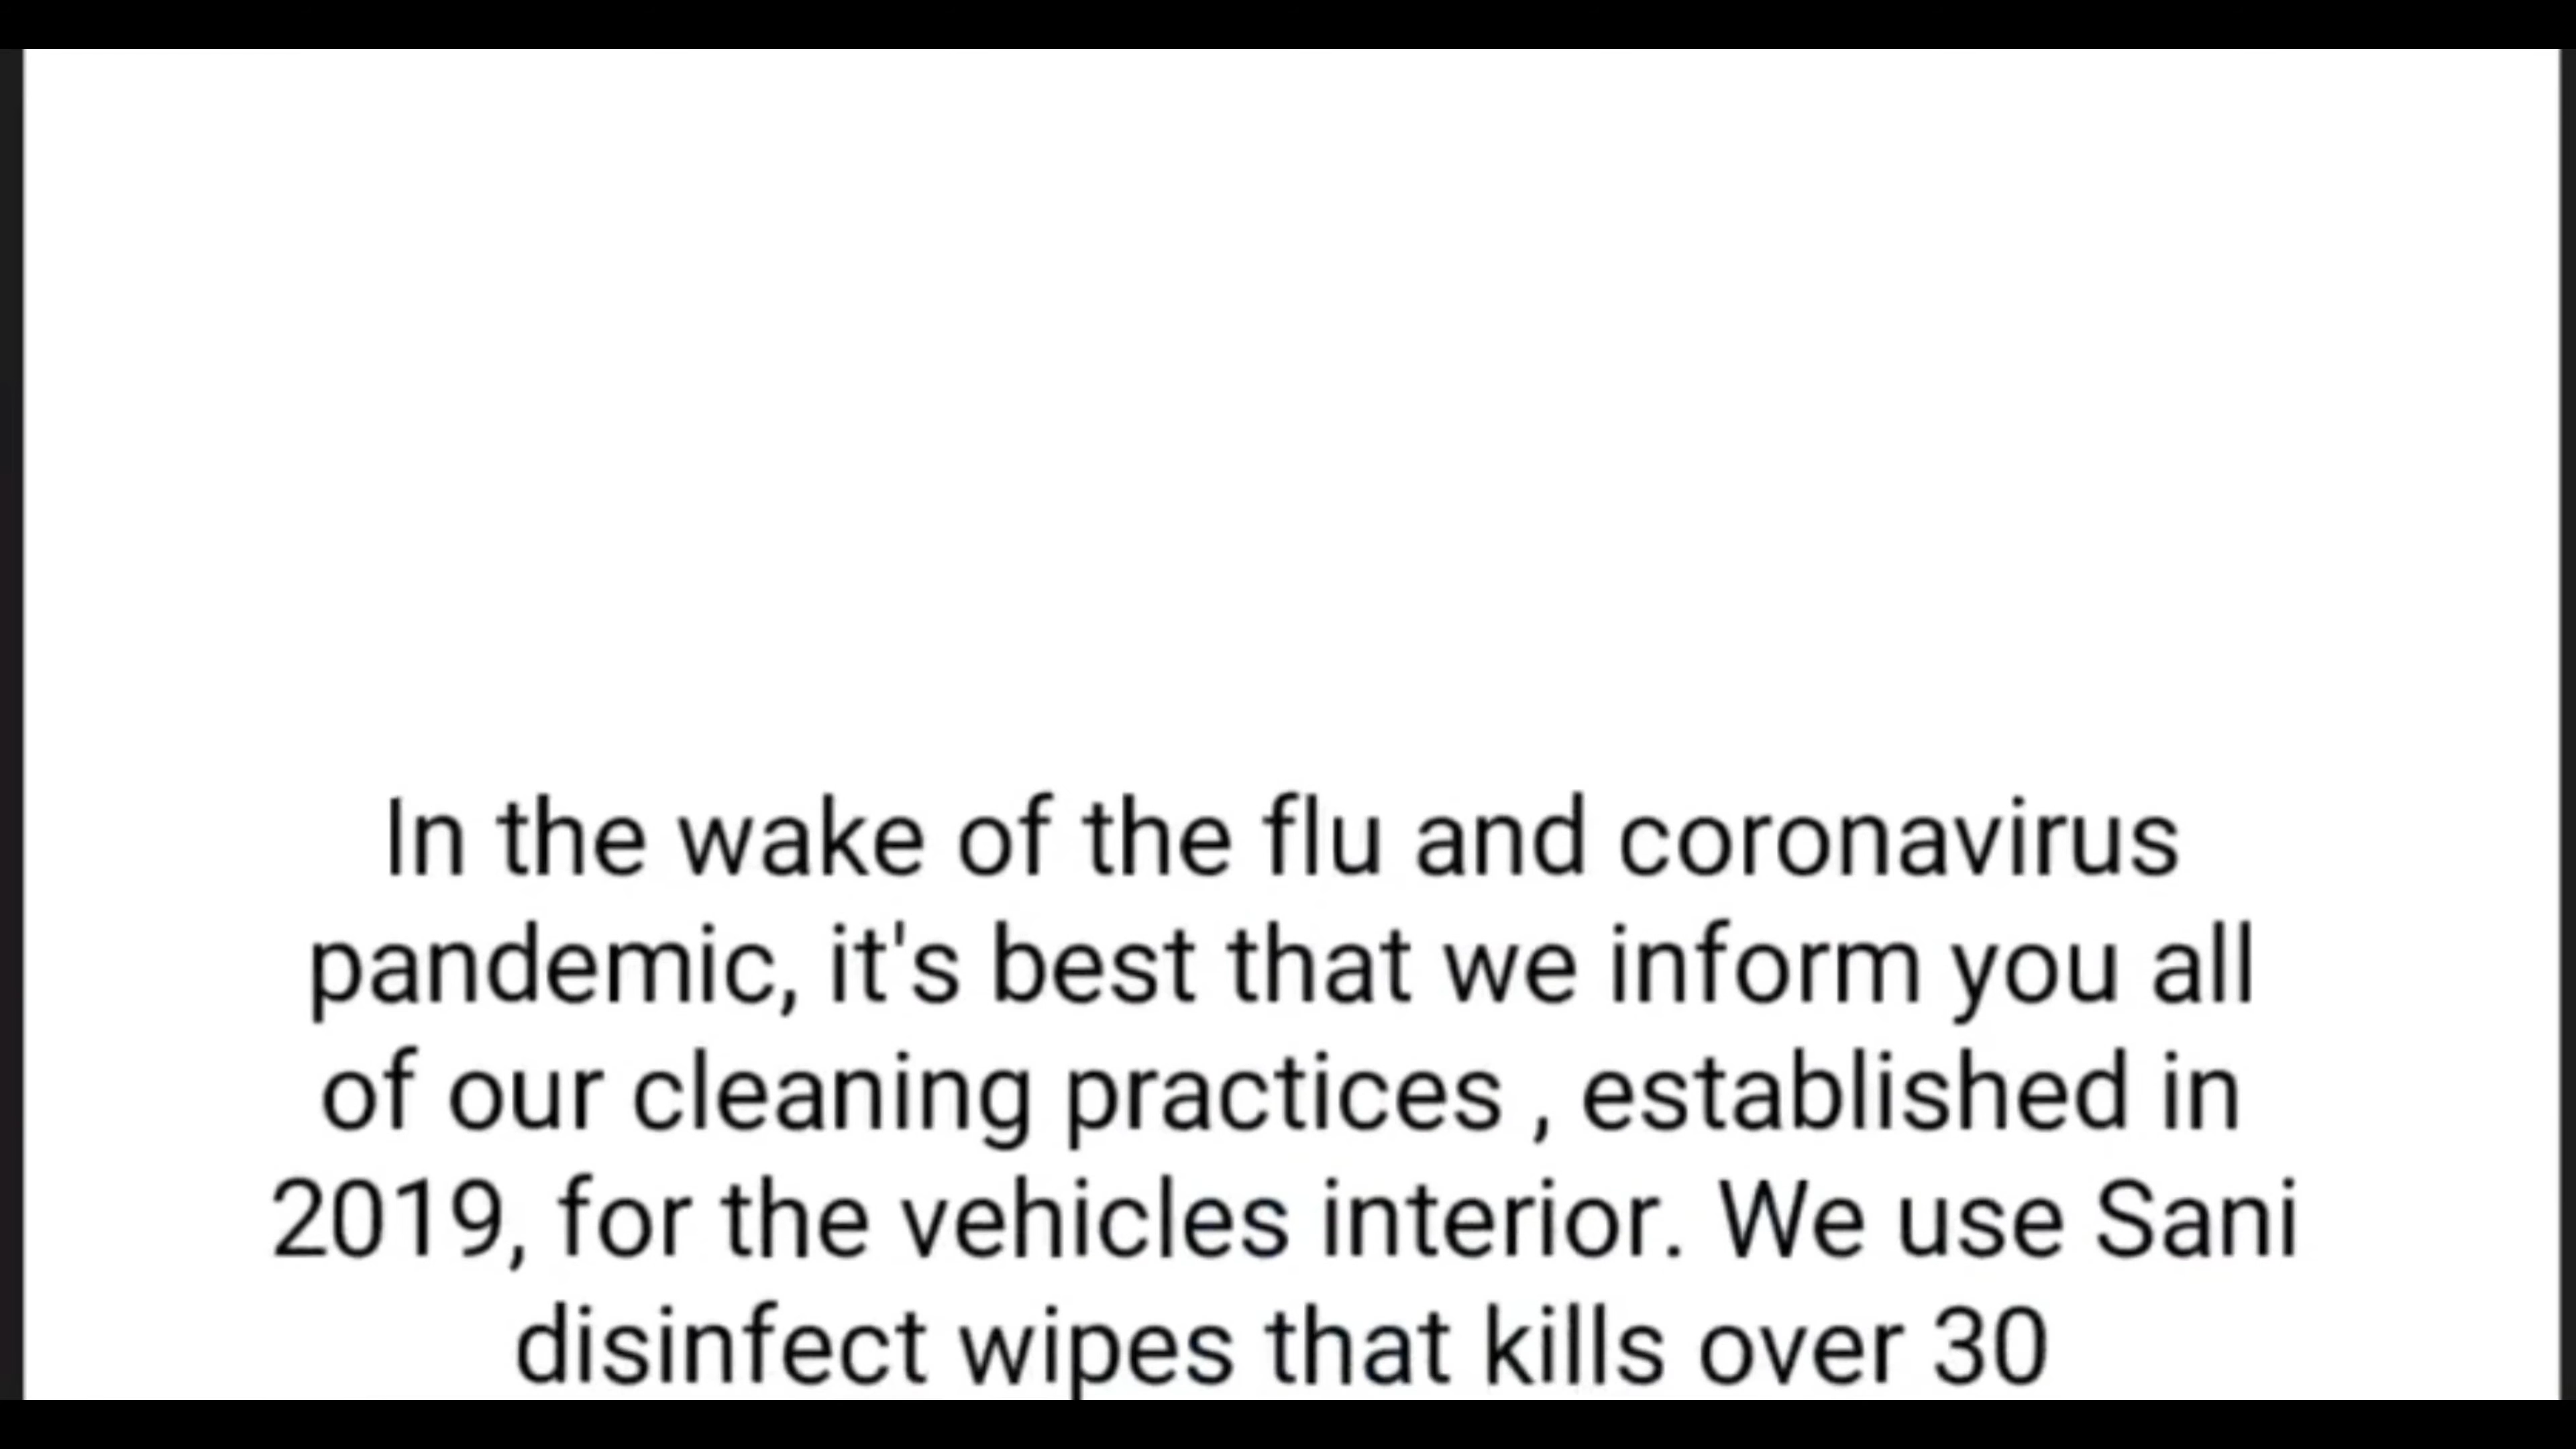 In the wake of the flu and coronavirus
pandemic, it's best that we inform you all
of our cleaning practices , established in
2019, for the vehicles interior. We use Sani
disinfect wipes that kills over 30